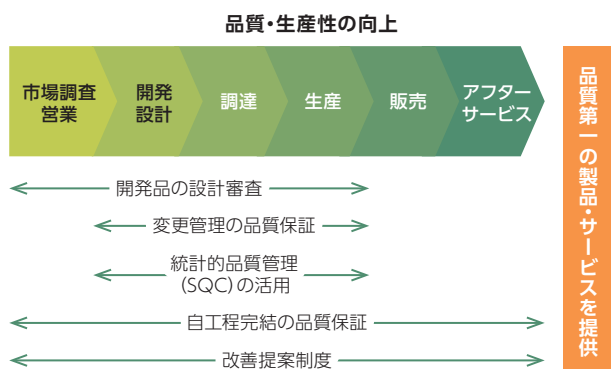 品質・生産性の向上
市場調査
営業
開発
設計
調達
生産
販売
アフター
サービス
開発品の設計審査
変更管理の品質保証
統計的品質管理
(SQC)の活用
自工程完結の品質保証
改善提案制度
品質第一の製品・サービスを提供